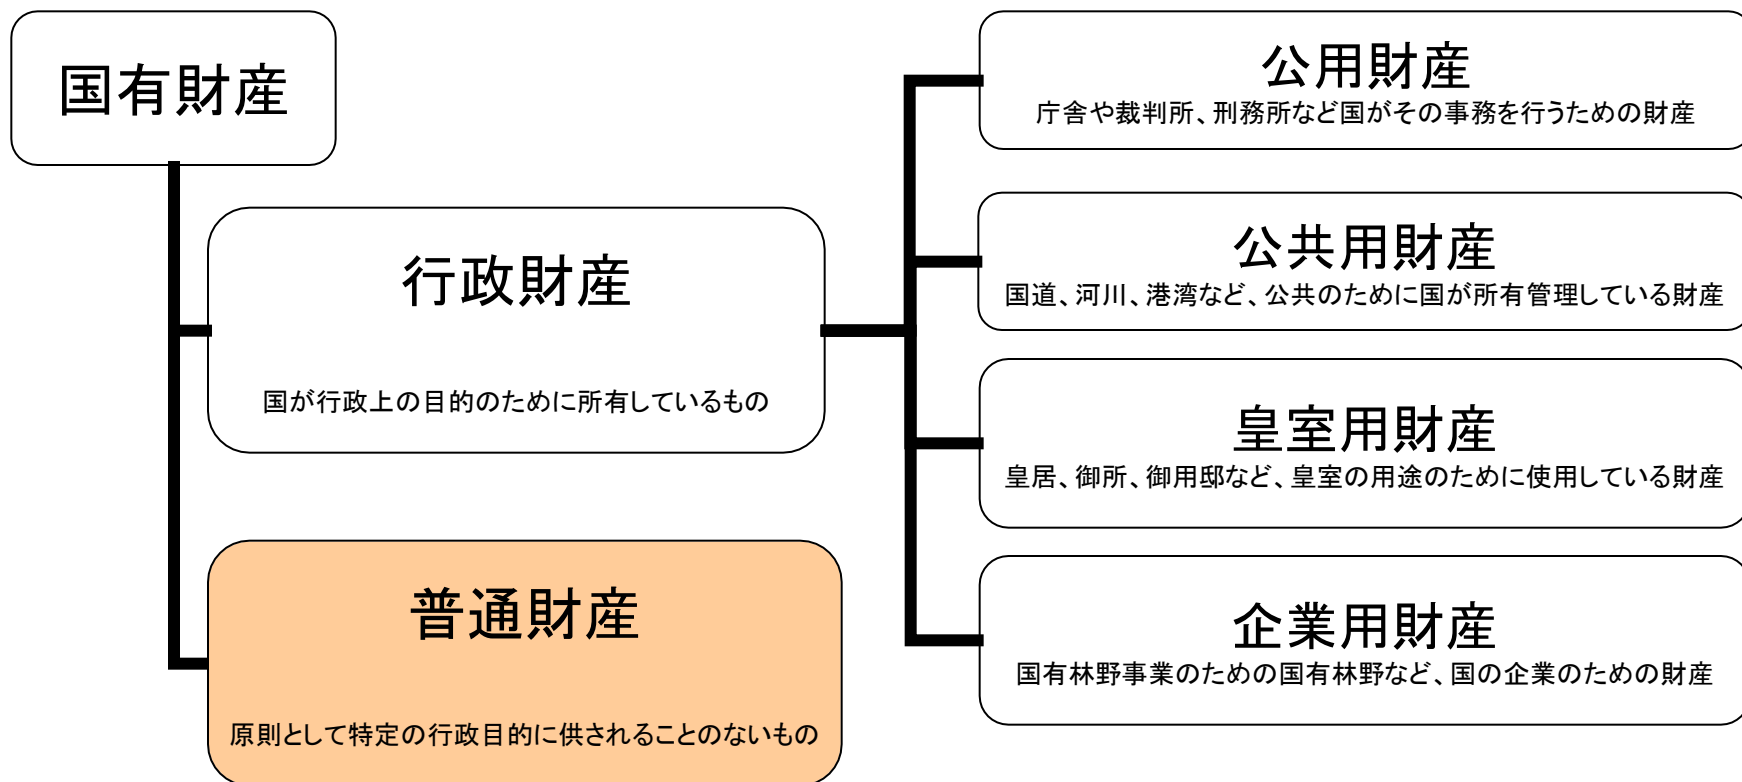 国有財産
行政財産
国が行政上の目的のために所有しているもの
普通財産
原則として特定の行政目的に供されることのないもの
公用財産
庁舎や裁判所、刑務所など国がその事務を行うための財産
公共用財産
国道、河川、港湾など、公共のために国が所有管理している財産
皇室用財産
皇居、御所、御用邸など、皇室の用途のために使用している財産
企業用財産
国有林野事業のための国有林野など、国の企業のための財産